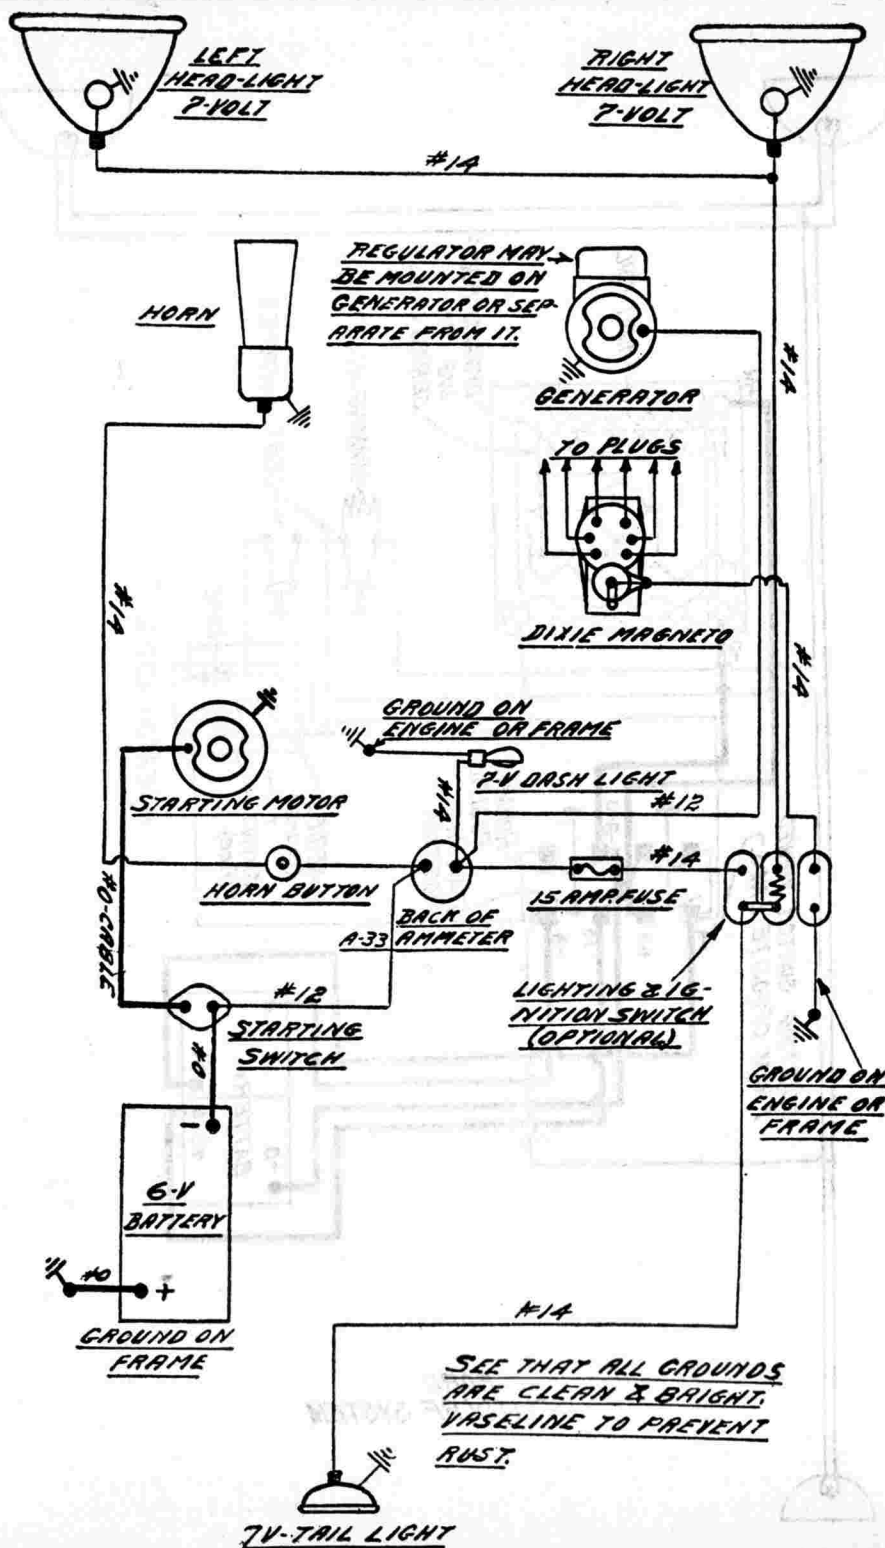 LEFT
HEAD-LIGHT
7-VOLT
RIGHT
HEAD-LIGHT
7-VOLT
#14
HORN
REGULATOR MAY
BE MOUNTED ON
GENERATOR OR SEP-
ARATE FROM IT.
GENERATOR
#14
TO PLUGS
DIXIE MAGNETO
#14
#14
STARTING MOTOR
GROUND ON
ENGINE OR FRAME
7-V DASH LIGHT
#14
#12
HORN BUTTON
#14
15 AMP. FUSE
BACK OF
A-33 AMMETER
#0-CABLE
#12
STARTING
SWITCH
#0
LIGHTING & IG-
NITION SWITCH
(OPTIONAL)
GROUND ON
ENGINE OR
FRAME
-
6-V
BATTERY
#0
+
GROUND ON
FRAME
#14
SEE THAT ALL GROUNDS
ARE CLEAN & BRIGHT.
VASELINE TO PREVENT
RUST.
7V-TAIL LIGHT